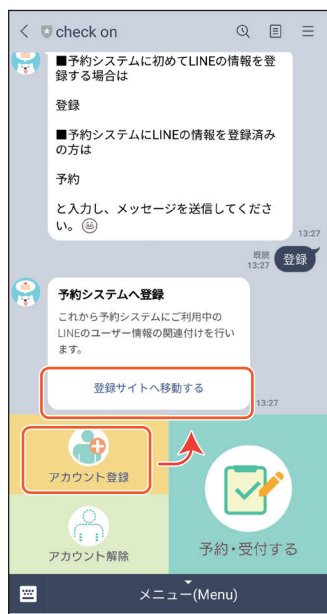 check on
■予約システムに初めてLINEの情報を登
録する場合は
登録
■予約システムにLINEの情報を登録済み
の方は
予約
と入力し、メッセージを送信してくださ
い。
13:27
既読
13:27
登録
予約システムへ登録
これから予約システムにご利用中の
LINEのユーザー情報の関連付けを行い
ます。
登録サイトへ移動する
13:27
アカウント登録
アカウント解除
予約・受付する
メニュー(Menu)